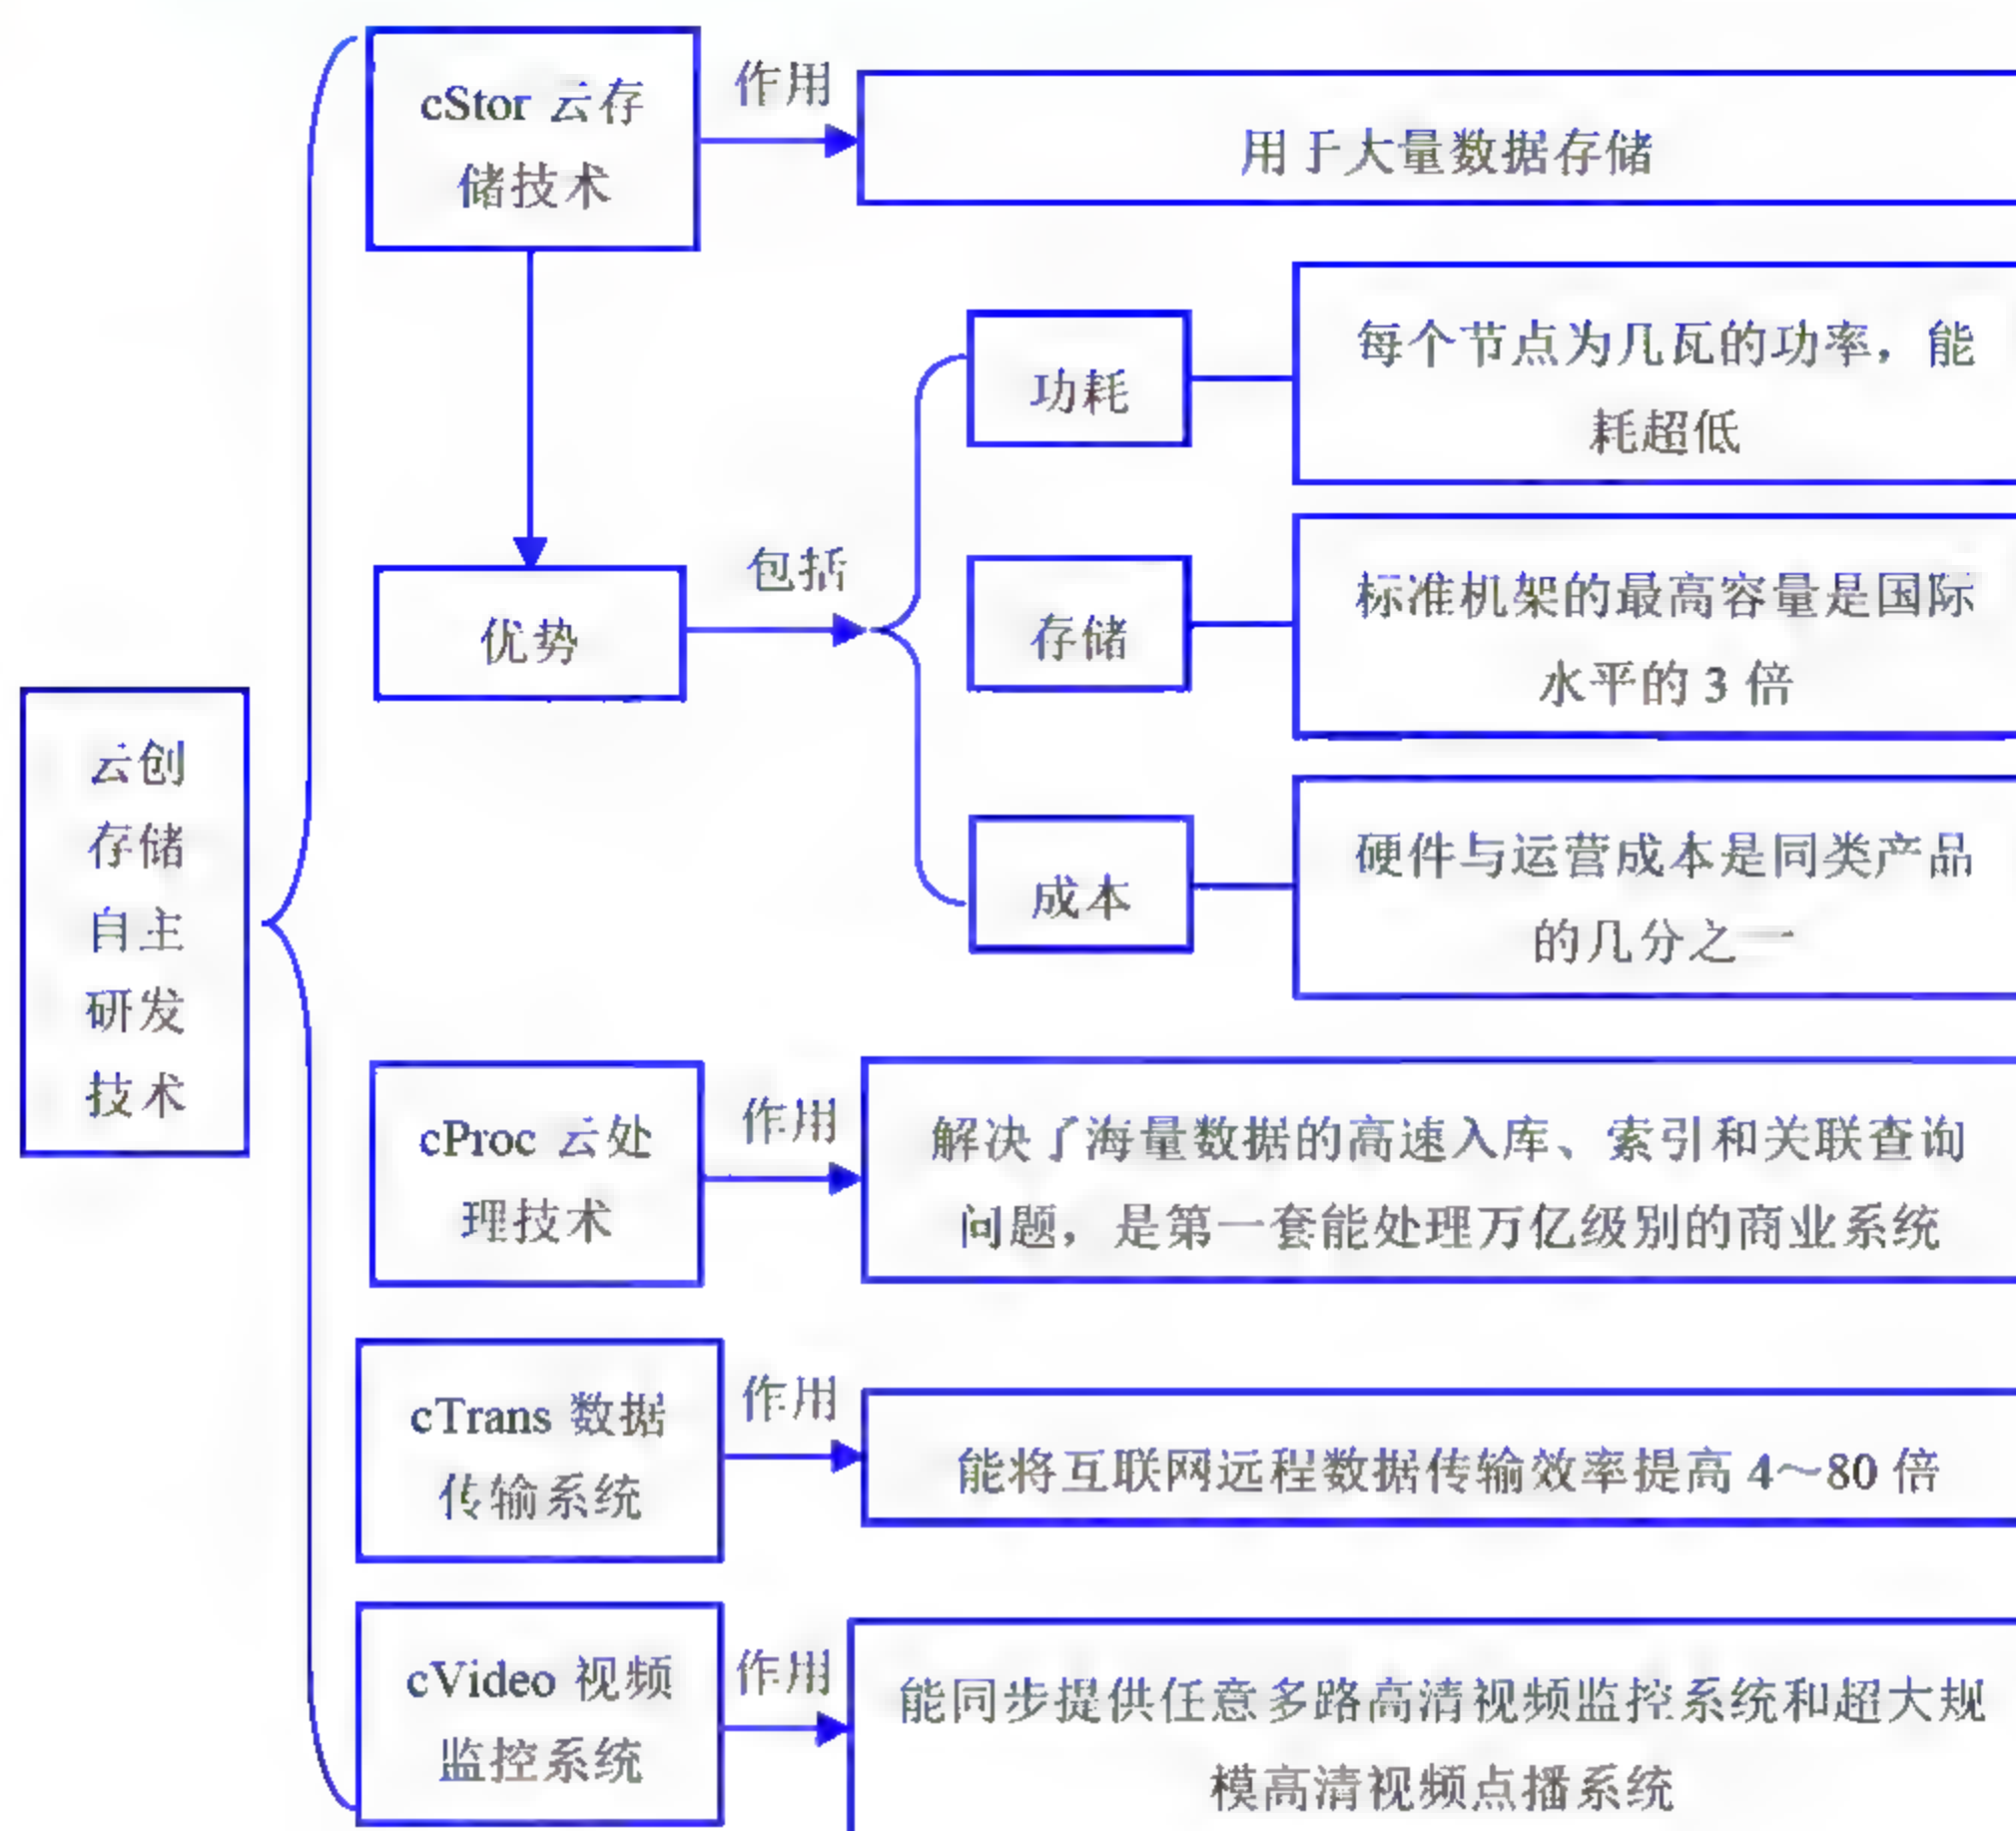 cStor 云存
储技术
作用
用于大量数据存储
优势
包括
功耗
每个节点为几瓦的功率，能
耗超低
存储
标准机架的最高容量是国际
水平的 3 倍
成本
硬件与运营成本是同类产品
的几分之一
云创
存储
自主
研发
技术
cProc 云处
理技术
作用
解决了海量数据的高速入库、索引和关联查询
问题，是第一套能处理万亿级别的商业系统
cTrans 数据
传输系统
作用
能将互联网远程数据传输效率提高 4～80 倍
cVideo 视频
监控系统
作用
能同步提供任意多路高清视频监控系统和超大规
模高清视频点播系统